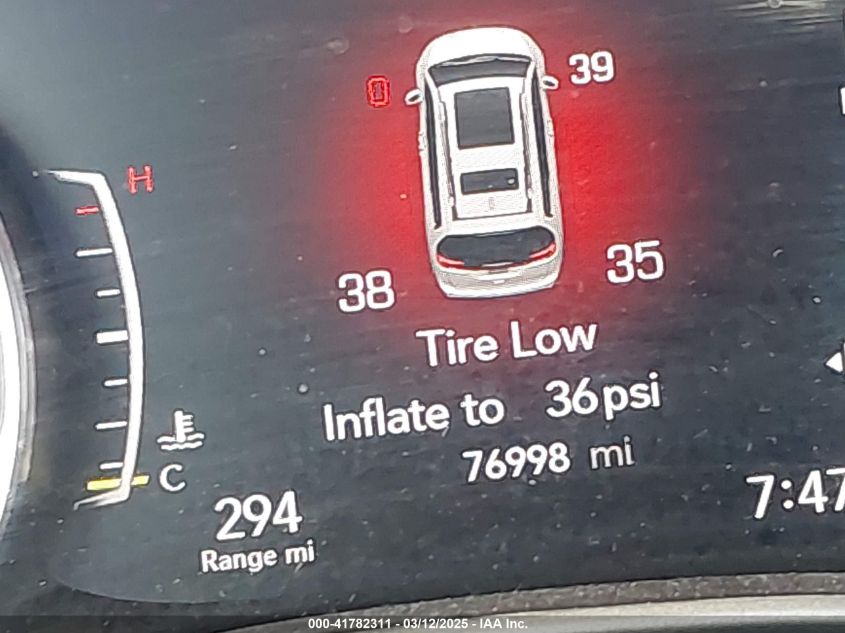 0 39
H
38 35
Tire Low
Inflate to 36psi
76998 mi
C
7:47
294
Range mi
000-41782311 - 03/12/2025 - IAA Inc.